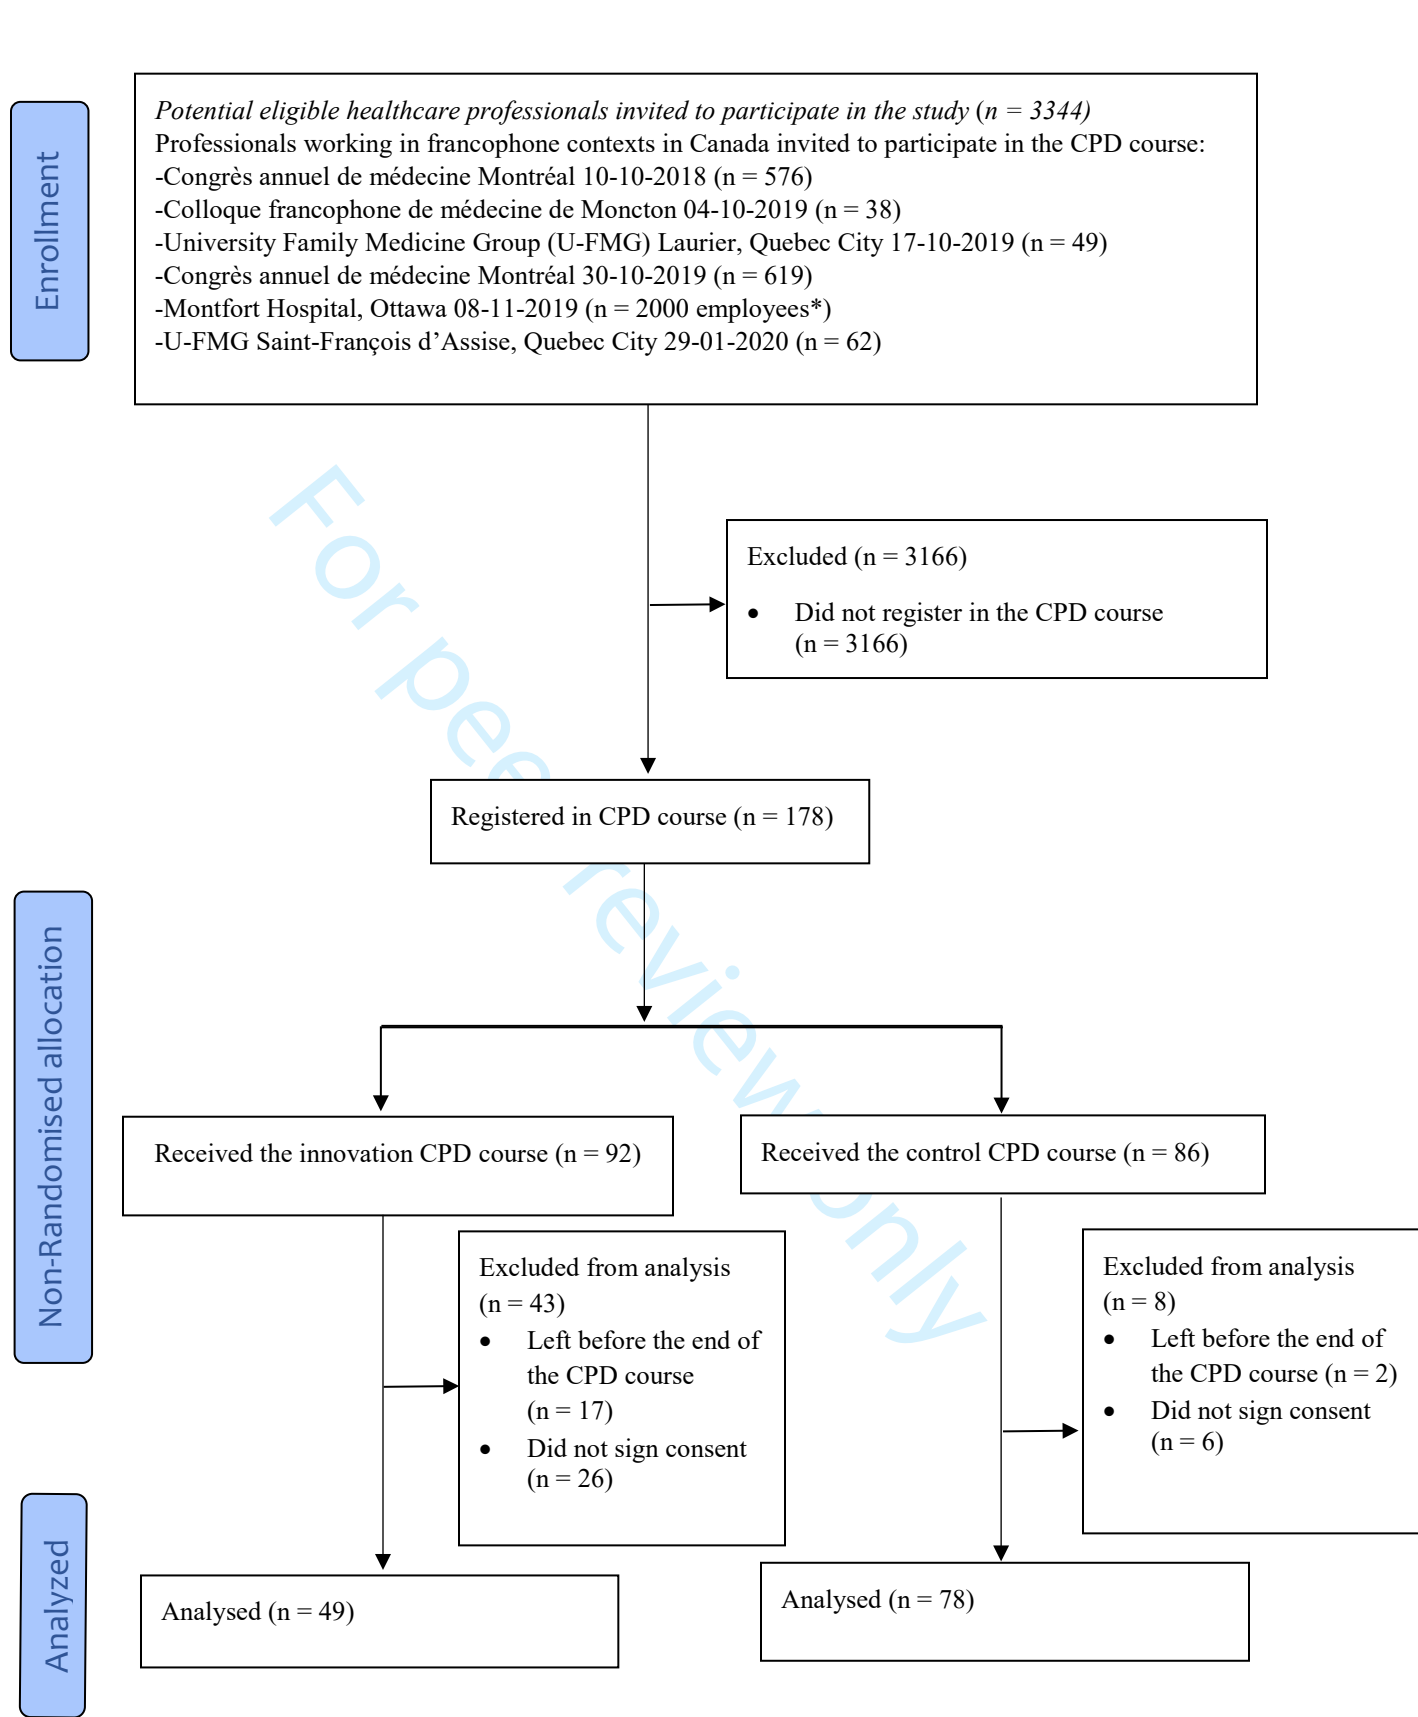 Enrollment
Potential eligible healthcare professionals invited to participate in the study (n = 3344)
Professionals working in francophone contexts in Canada invited to participate in the CPD course:
-Congrès annuel de médecine Montréal 10-10-2018 (n = 576)
-Colloque francophone de médecine de Moncton 04-10-2019 (n = 38)
-University Family Medicine Group (U-FMG) Laurier, Quebec City 17-10-2019 (n = 49)
-Congrès annuel de médecine Montréal 30-10-2019 (n = 619)
-Montfort Hospital, Ottawa 08-11-2019 (n = 2000 employees*)
-U-FMG Saint-François d’Assise, Quebec City 29-01-2020 (n = 62)
Excluded (n = 3166)
• Did not register in the CPD course
(n = 3166)
Registered in CPD course (n = 178)
For peer review only
Non-Randomised allocation
Received the innovation CPD course (n = 92)
Received the control CPD course (n = 86)
Excluded from analysis
(n = 43)
• Left before the end of
the CPD course
(n = 17)
• Did not sign consent
(n = 26)
Excluded from analysis
(n = 8)
• Left before the end of
the CPD course (n = 2)
• Did not sign consent
(n = 6)
Analyzed
Analysed (n = 49)
Analysed (n = 78)